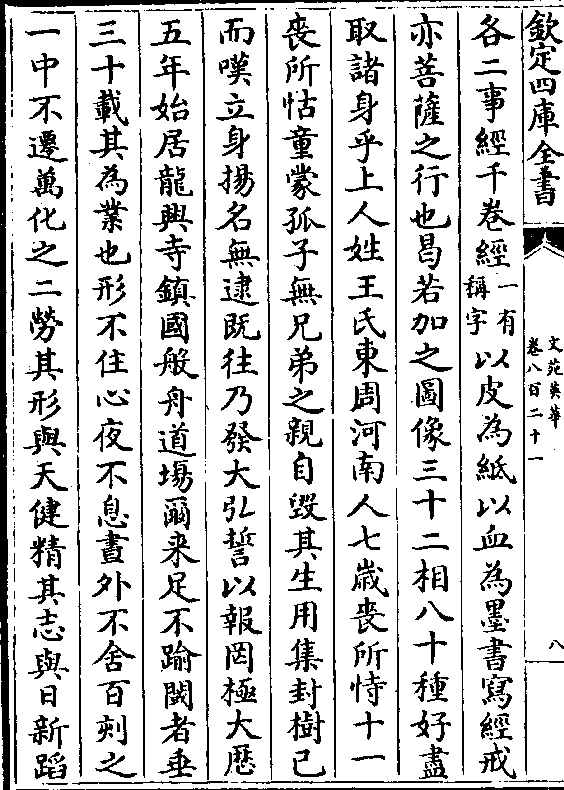 欽定四庫全書
文苑英華
卷八百二十一
八
各二事經千卷經一有稱字以皮為紙以血為墨書寫經戒
亦菩薩之行也曷若加之圖像三十二相八十種好盡
取諸身乎上人姓王氏東周河南人七歲喪所恃十一
喪所怙童蒙孤子無兄弟之親自毀其生用集封樹已
而嘆立身揚名無逮既往乃發大弘誓以報罔極大厯
五年始居龍興寺鎮國般舟道場爾来足不踰閾者垂
三十載其為業也形不住心夜不息晝外不舍百刻之
一中不遷萬化之二勞其形與天健精其志與日新蹈